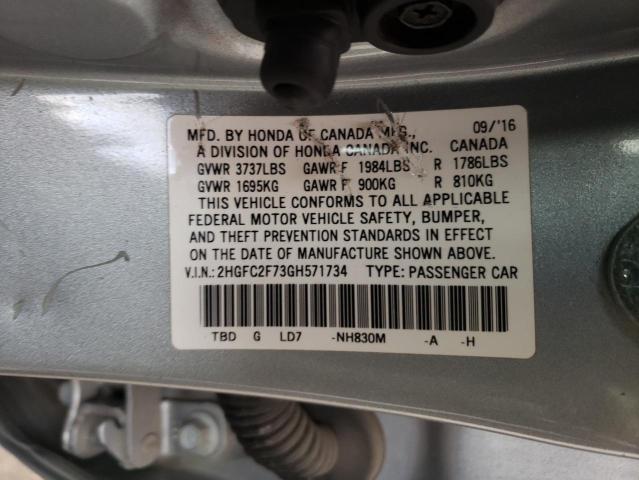 09/'16
MFD. BY HONDA OF CANADA MFG.,
A DIVISION OF HONDA CANADA INC. CANADA
GVWR 3737LBS GAWR F 1984LBS R 1786LBS
GVWR 1695KG GAWR F 900KG R 810KG
THIS VEHICLE CONFORMS TO ALL APPLICABLE
FEDERAL MOTOR VEHICLE SAFETY, BUMPER,
AND THEFT PREVENTION STANDARDS IN EFFECT
ON THE DATE OF MANUFACTURE SHOWN ABOVE.
V.I.N.: 2HGFC2F73GH571734 TYPE: PASSENGER CAR
TBD G LD7 -NH830M -A -H